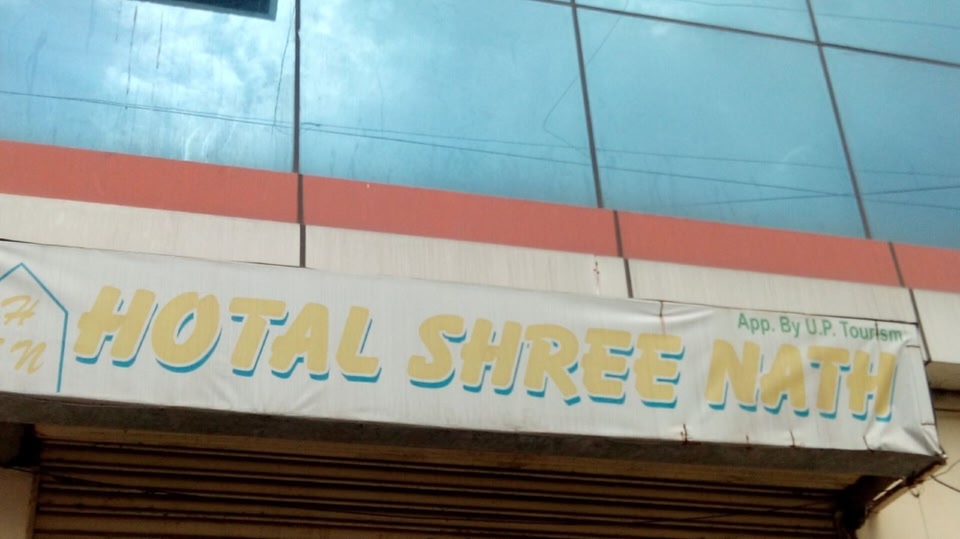 App. By U.P. Tourism
HOTAL SHREE NATH
H
N